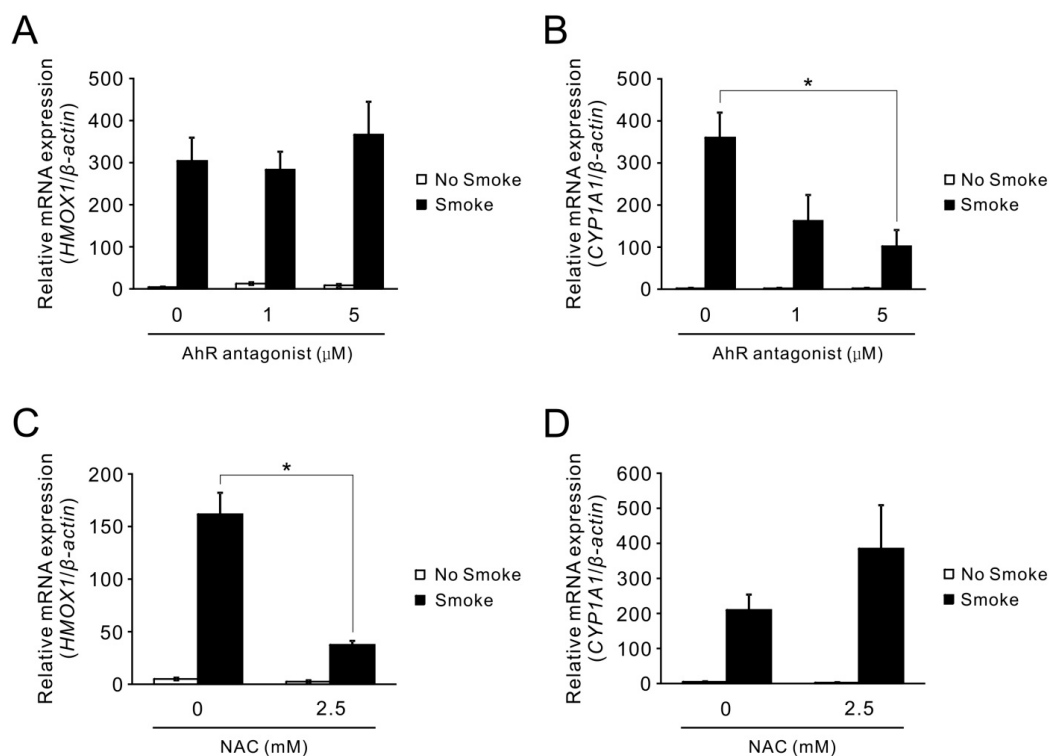 A
Relative mRNA expression
(HMOX1/β-actin)
500
400
300
200
100
0
0 1 5
AhR antagonist (μM)
No Smoke
Smoke
B
Relative mRNA expression
(CYP1A1/β-actin)
500
400
300
200
100
0
*
0 1 5
AhR antagonist (μM)
No Smoke
Smoke
C
Relative mRNA expression
(HMOX1/β-actin)
200
150
100
50
0
*
0 2.5
NAC (mM)
No Smoke
Smoke
D
Relative mRNA expression
(CYP1A1/β-actin)
600
500
400
300
200
100
0
0 2.5
NAC (mM)
No Smoke
Smoke